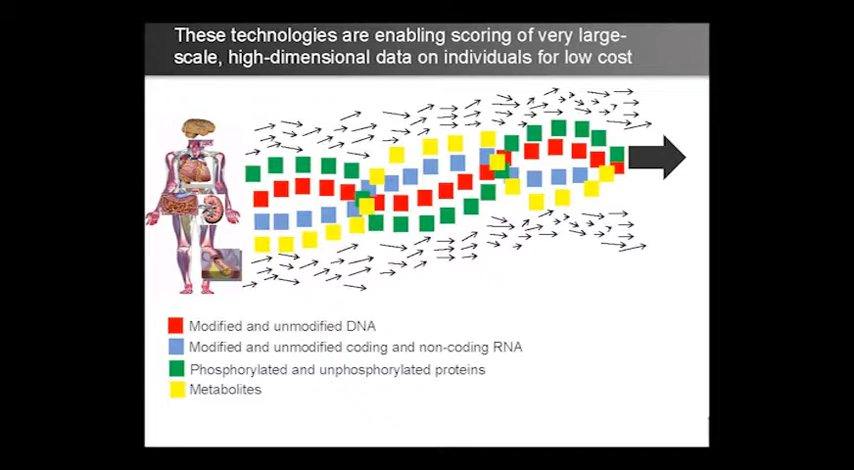 These technologies are enabling scoring of very large-
scale, high-dimensional data on individuals for low cost
Modified and unmodified DNA
Modified and unmodified coding and non-coding RNA
Phosphorylated and unphosphorylated proteins
Metabolites